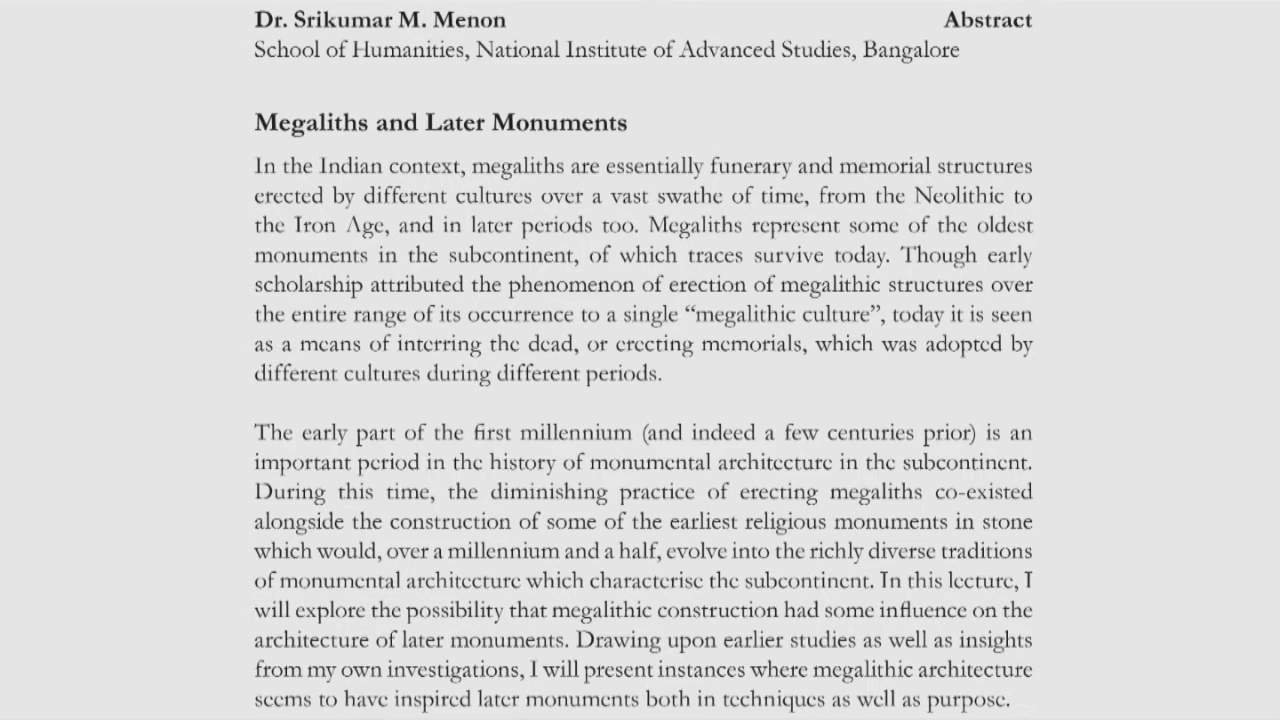 Dr. Srikumar M. Menon Abstract
School of Humanities, National Institute of Advanced Studies, Bangalore
Megaliths and Later Monuments
In the Indian context, megaliths are essentially funerary and memorial structures
erected by different cultures over a vast swathe of time, from the Neolithic to
the Iron Age, and in later periods too. Megaliths represent some of the oldest
monuments in the subcontinent, of which traces survive today. Though early
scholarship attributed the phenomenon of erection of megalithic structures over
the entire range of its occurrence to a single “megalithic culture”, today it is seen
as a means of interring the dead, or erecting memorials, which was adopted by
different cultures during different periods.
The early part of the first millennium (and indeed a few centuries prior) is an
important period in the history of monumental architecture in the subcontinent.
During this time, the diminishing practice of erecting megaliths co-existed
alongside the construction of some of the earliest religious monuments in stone
which would, over a millennium and a half, evolve into the richly diverse traditions
of monumental architecture which characterise the subcontinent. In this lecture, I
will explore the possibility that megalithic construction had some influence on the
architecture of later monuments. Drawing upon earlier studies as well as insights
from my own investigations, I will present instances where megalithic architecture
seems to have inspired later monuments both in techniques as well as purpose.